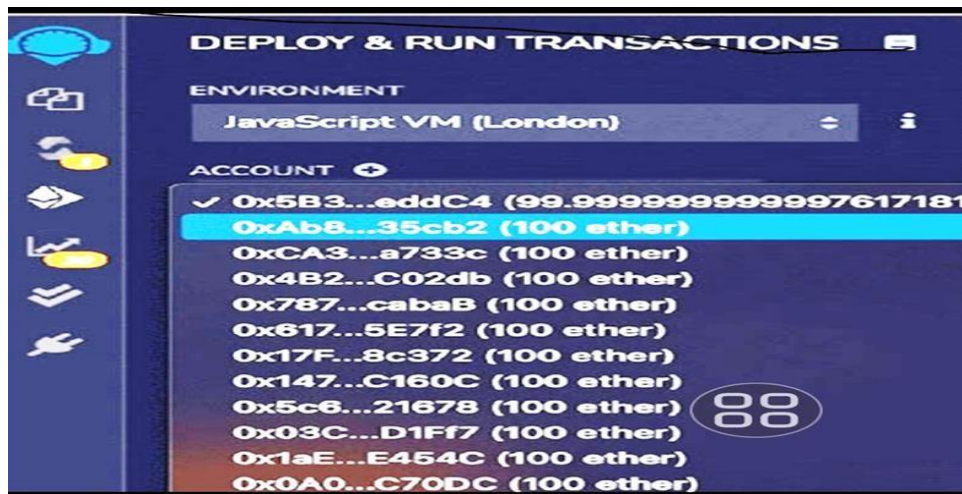 DEPLOY & RUN TRANSACTIONS
ENVIRONMENT
JavaScript VM (London)
ACCOUNT
0x5B3...eddC4 (99.9999999999997617181
0xAb8...35cb2 (100 ether)
0xCA3...a733c (100 ether)
0x4B2...C02db (100 ether)
0x787...cabaB (100 ether)
0x617...5E7f2 (100 ether)
0x17F...8c372 (100 ether)
0x147...C160C (100 ether)
0x5c6...21678 (100 ether)
0x03C...D1Ff7 (100 ether)
0x1aE...E454C (100 ether)
0x0A0...C70DC (100 ether)